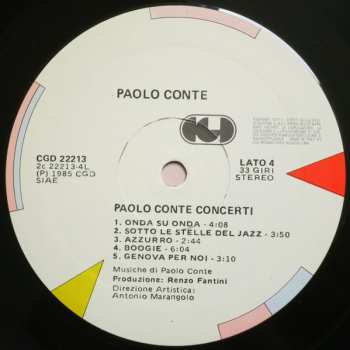 PAOLO CONTE
CGD 22213
2c 22213-4L
(P) 1985 CGD
SIAE
LATO 4
33 GIRI
STEREO
PAOLO CONTE CONCERTI
1. ONDA SU ONDA - 4:08
2. SOTTO LE STELLE DEL JAZZ - 3:50
3. AZZURRO - 2:44
4. BOOGIE - 6:04
5. GENOVA PER NOI - 3:10
Musiche di Paolo Conte
Produzione: Renzo Fantini
Direzione Artistica:
Antonio Marangolo